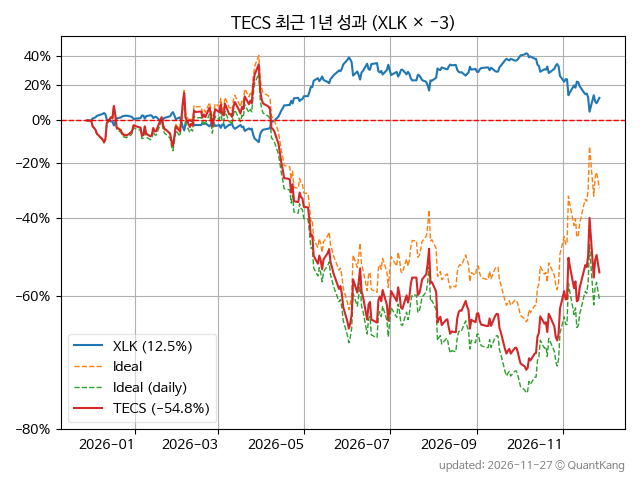 TECS 최근 1년 성과 (XLK × −3)
40%
20%
0%
−20%
−40%
−60%
−80%
XLK (12.5%)
Ideal
Ideal (daily)
TECS (−54.8%)
2026-01 2026-03 2026-05 2026-07 2026-09 2026-11
updated: 2026-11-27 © QuantKang